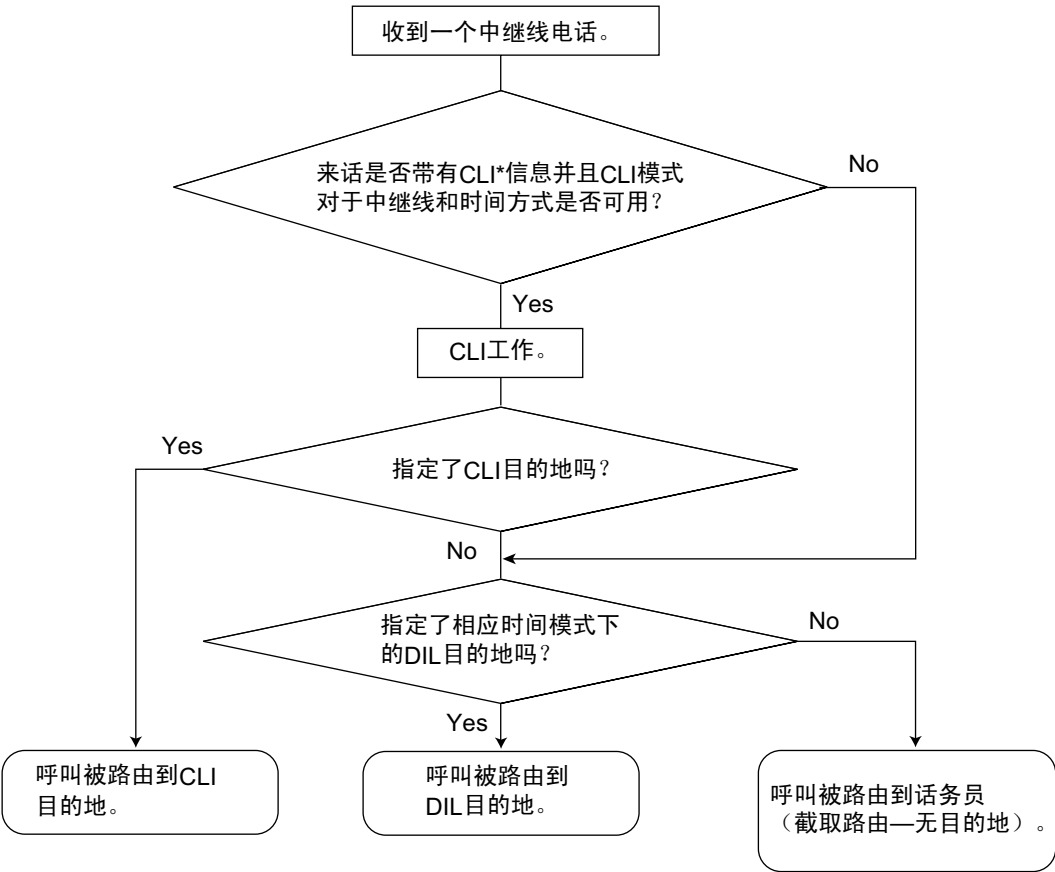 收到一个中继线电话。
来话是否带有CLI*信息并且CLI模式
对于中继线和时间方式是否可用？
No
Yes
CLI工作。
Yes
指定了CLI目的地吗？
No
指定了相应时间模式下
的DIL目的地吗？
No
Yes
呼叫被路由到CLI
目的地。
呼叫被路由到
DIL目的地。
呼叫被路由到话务员
（截取路由—无目的地）。